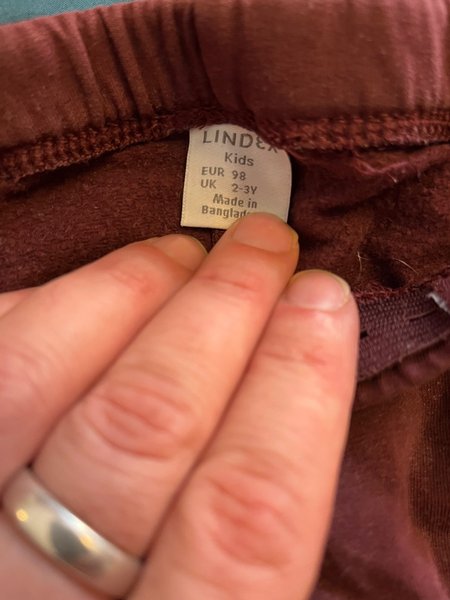 LINDEX
Kids
EUR 98
UK 2-3Y
Made in